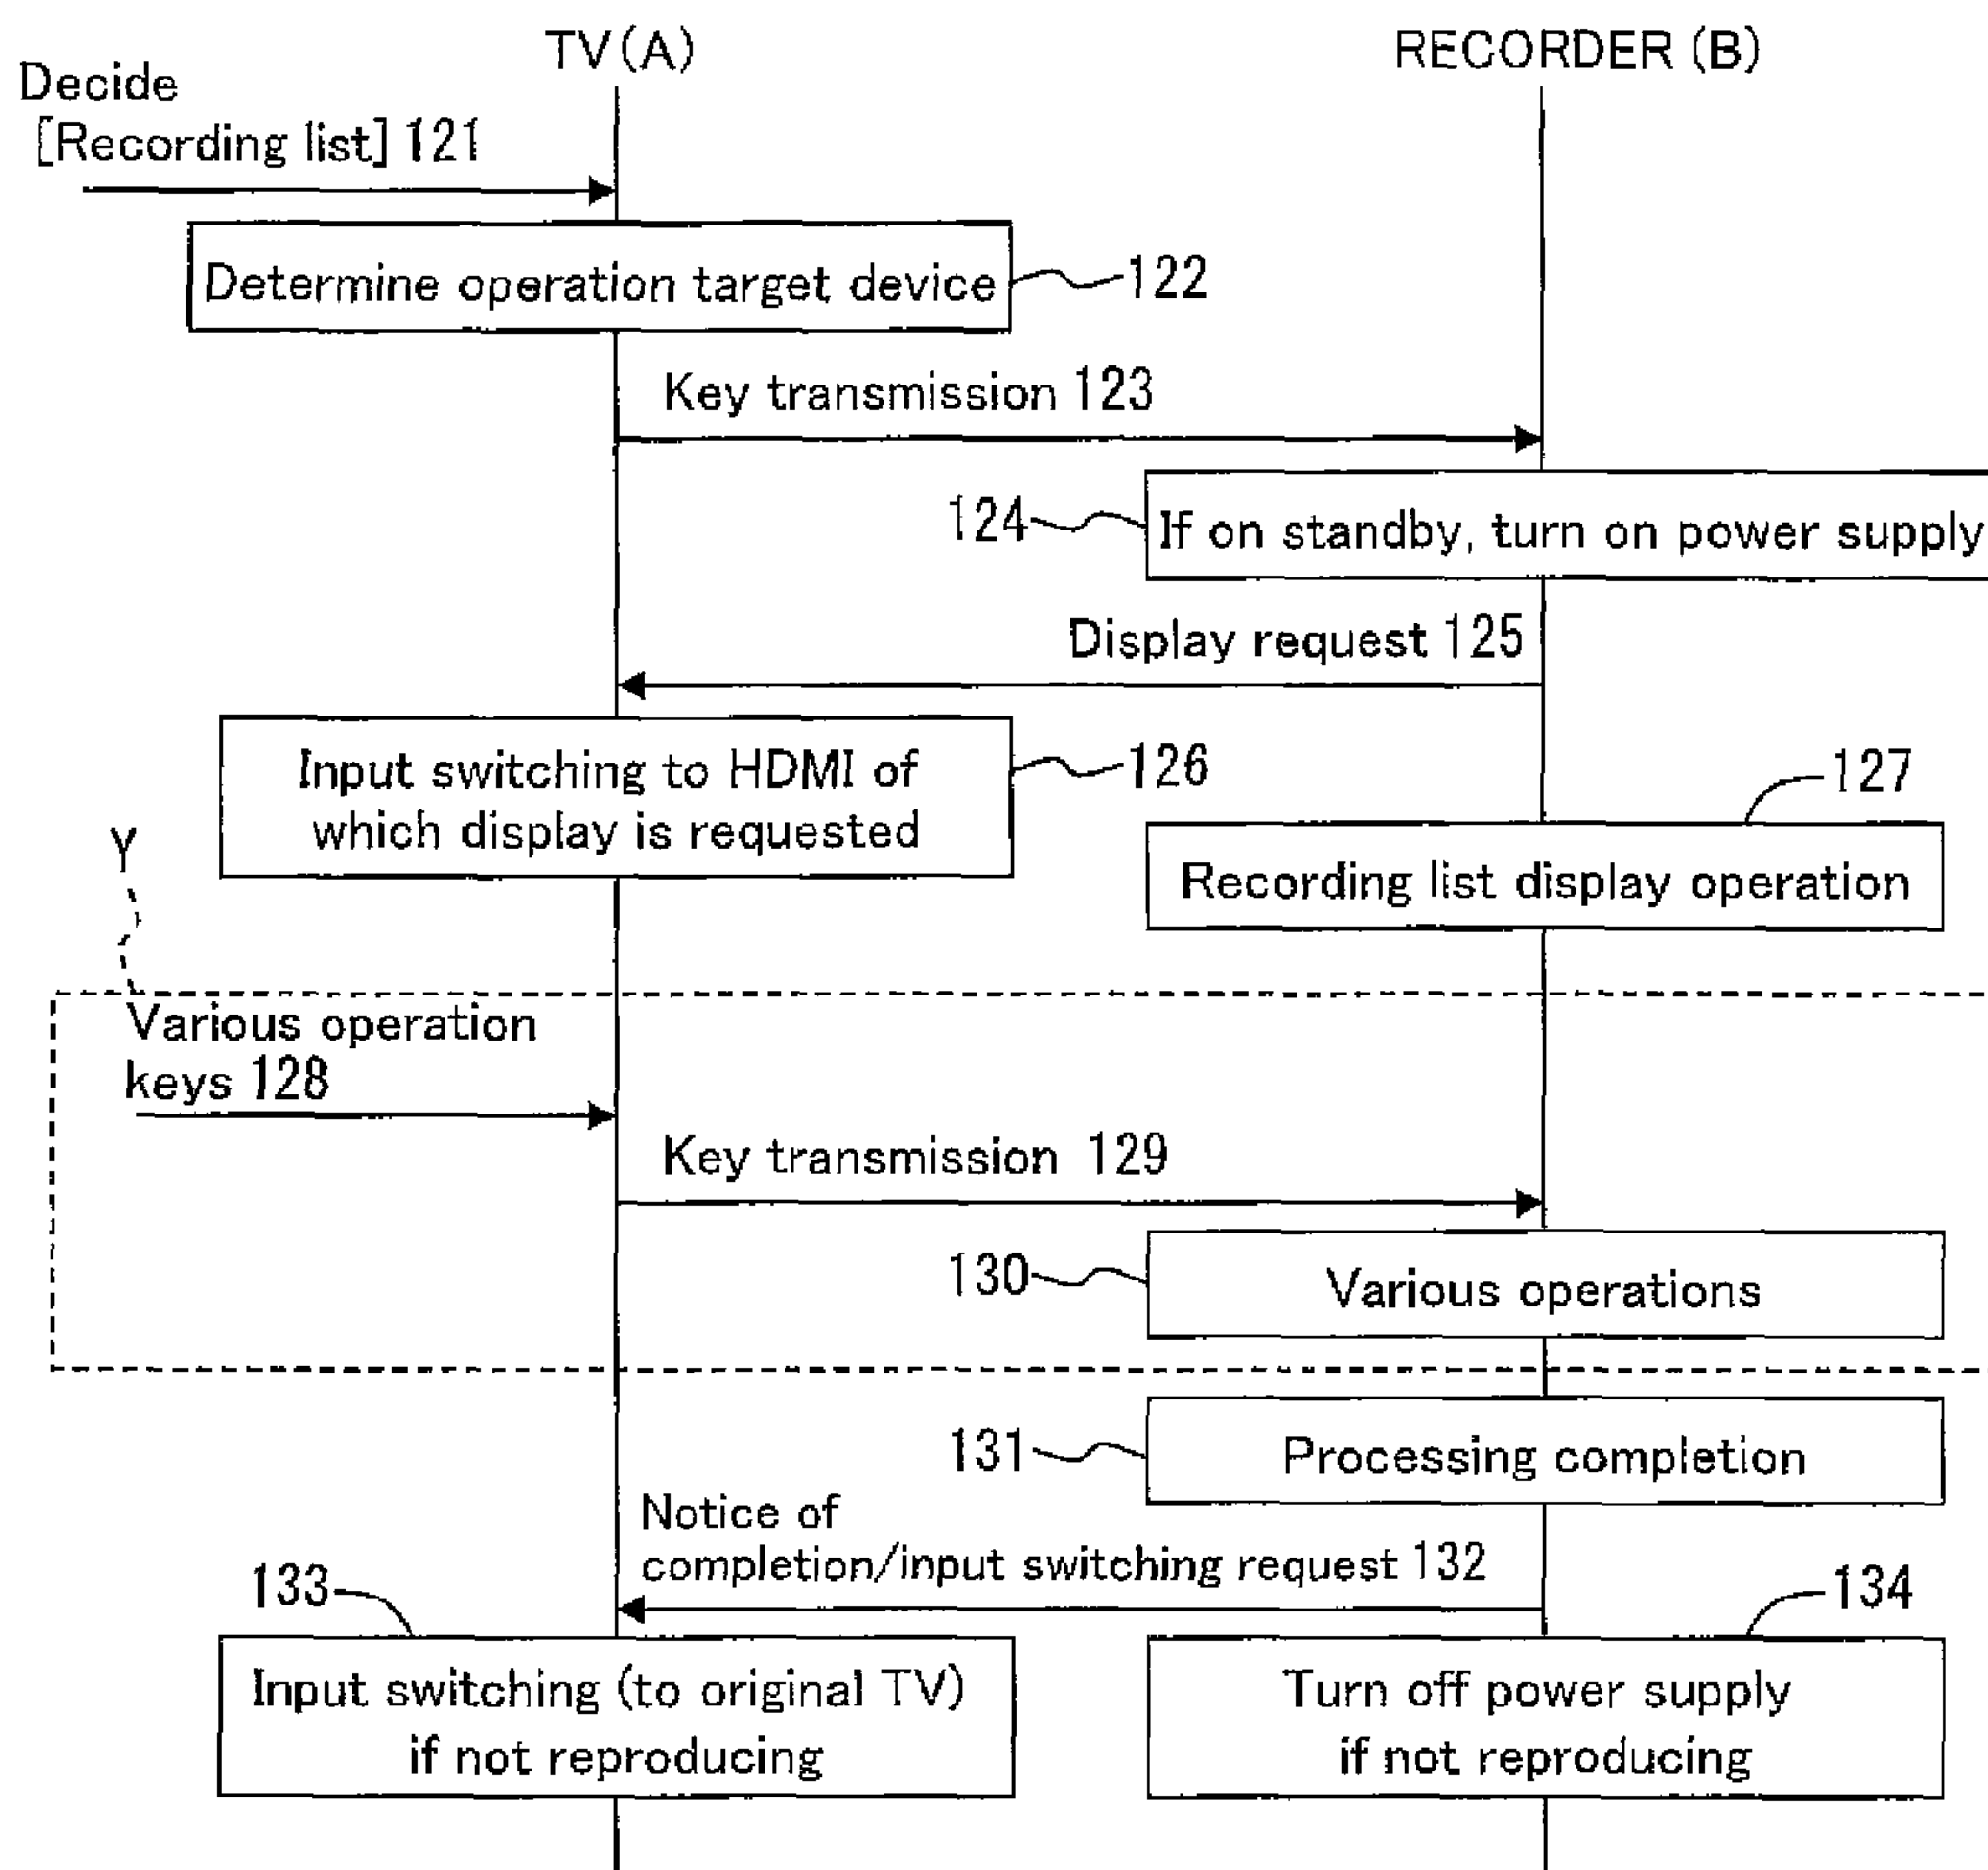 TV(A)
RECORDER (B)
Decide
[Recording list] 121
Determine operation target device
122
Key transmission 123
124
If on standby, turn on power supply
Display request 125
Input switching to HDMI of
which display is requested
126
127
Recording list display operation
Y
Various operation
keys 128
Key transmission 129
130
Various operations
131
Processing completion
Notice of
completion/input switching request 132
133
134
Input switching (to original TV)
if not reproducing
Turn off power supply
if not reproducing